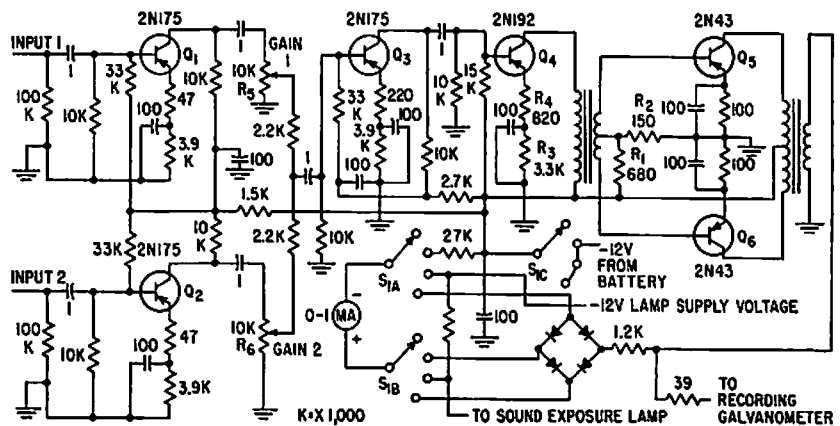 2N175
2N175
2N192
2N43
INPUT 1
1
33 K
Q1
1
GAIN 1
Q3
1
Q4
Q5
100 K
10K
47
10K
10K R5
33 K
220
10 K
15 K
R4 820
R2 150
100
100
100
3.9 K
2.2K
1
100
3.9 K
100
10K
100
R3 3.3K
100
100
R1 680
100
1.5K
2.7K
33K
2N175
10 K
2.2K
10K
27K
S1C
-12V FROM BATTERY
Q6
2N43
INPUT 2
1
Q2
1
S1A
-12V LAMP SUPPLY VOLTAGE
100 K
10K
47
10K R6
GAIN 2
0-1 MA
-
+
100
1.2K
100
3.9K
S1B
39
TO RECORDING GALVANOMETER
K=X 1,000
TO SOUND EXPOSURE LAMP